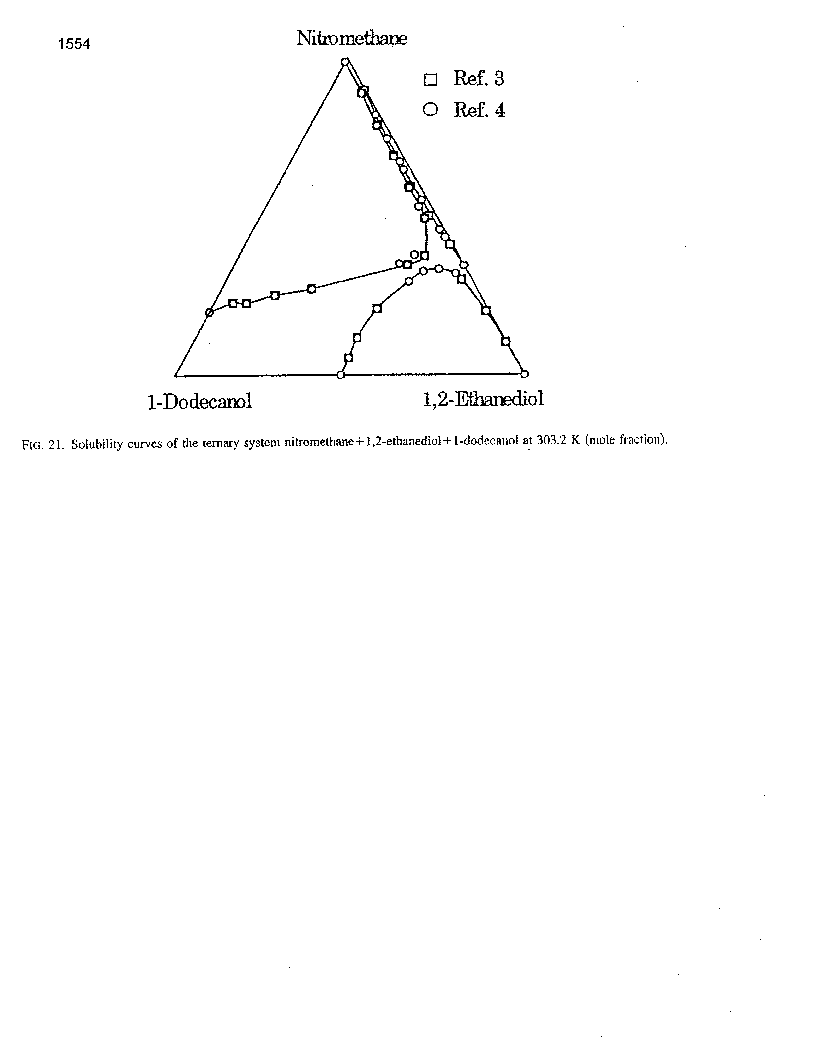 1554
Nitromethane
Ref. 3
Ref. 4
1-Dodecanol
1,2-Ethanediol
FIG. 21. Solubility curves of the ternary system nitromethane+1,2-ethanediol+1-dodecanol at 303.2 K (mole fraction).